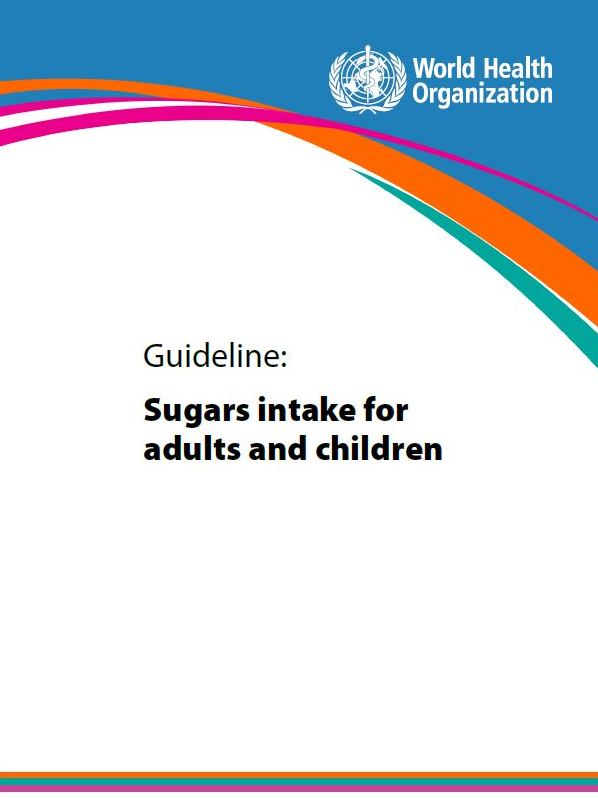 World Health
Organization
Guideline:
Sugars intake for
adults and children